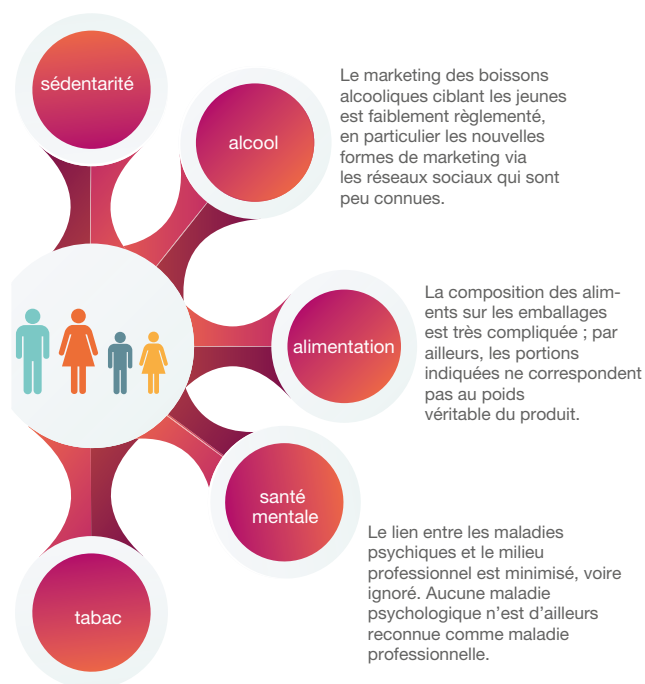 sédentarité
alcool
Le marketing des boissons
alcooliques ciblant les jeunes
est faiblement règlementé,
en particulier les nouvelles
formes de marketing via
les réseaux sociaux qui sont
peu connues.
alimentation
La composition des alim-
ents sur les emballages
est très compliquée ; par
ailleurs, les portions
indiquées ne correspondent
pas au poids
véritable du produit.
santé
mentale
Le lien entre les maladies
psychiques et le milieu
professionnel est minimisé, voire
ignoré. Aucune maladie
psychologique n’est d’ailleurs
reconnue comme maladie
professionnelle.
tabac